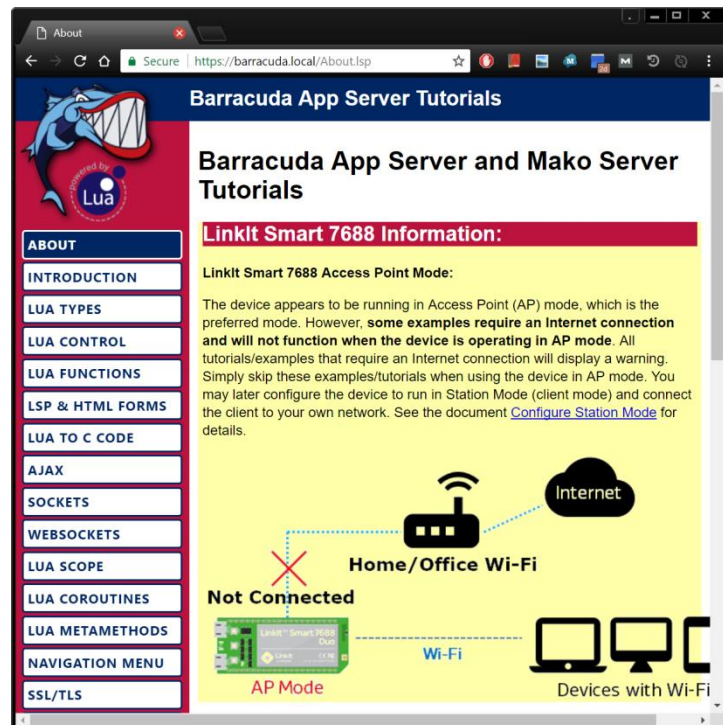 About
Secure https://barracuda.local/About.lsp
Barracuda App Server Tutorials
powered by
Lua
ABOUT
INTRODUCTION
LUA TYPES
LUA CONTROL
LUA FUNCTIONS
LSP & HTML FORMS
LUA TO C CODE
AJAX
SOCKETS
WEBSOCKETS
LUA SCOPE
LUA COROUTINES
LUA METAMETHODS
NAVIGATION MENU
SSL/TLS
Barracuda App Server and Mako Server
Tutorials
LinkIt Smart 7688 Information:
LinkIt Smart 7688 Access Point Mode:
The device appears to be running in Access Point (AP) mode, which is the
preferred mode. However, some examples require an Internet connection
and will not function when the device is operating in AP mode. All
tutorials/examples that require an Internet connection will display a warning.
Simply skip these examples/tutorials when using the device in AP mode. You
may later configure the device to run in Station Mode (client mode) and connect
the client to your own network. See the document Configure Station Mode for
details.
Internet
Home/Office Wi-Fi
Not Connected
LinkIt™ Smart 7688
Duo
LinkIt
Wi-Fi
AP Mode
Devices with Wi-Fi